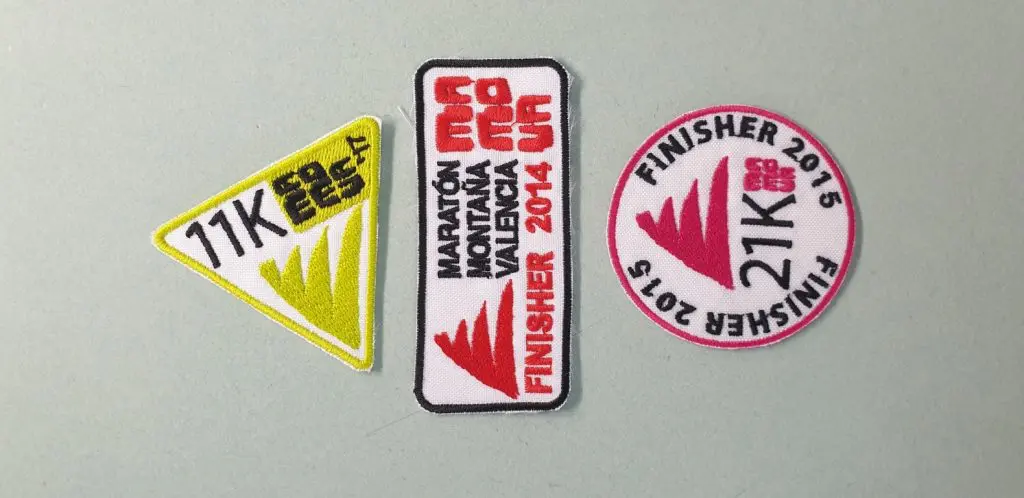 11K
MARATÓN
MONTAÑA
VALENCIA
FINISHER 2014
FINISHER 2015
21K
FINISHER 2015